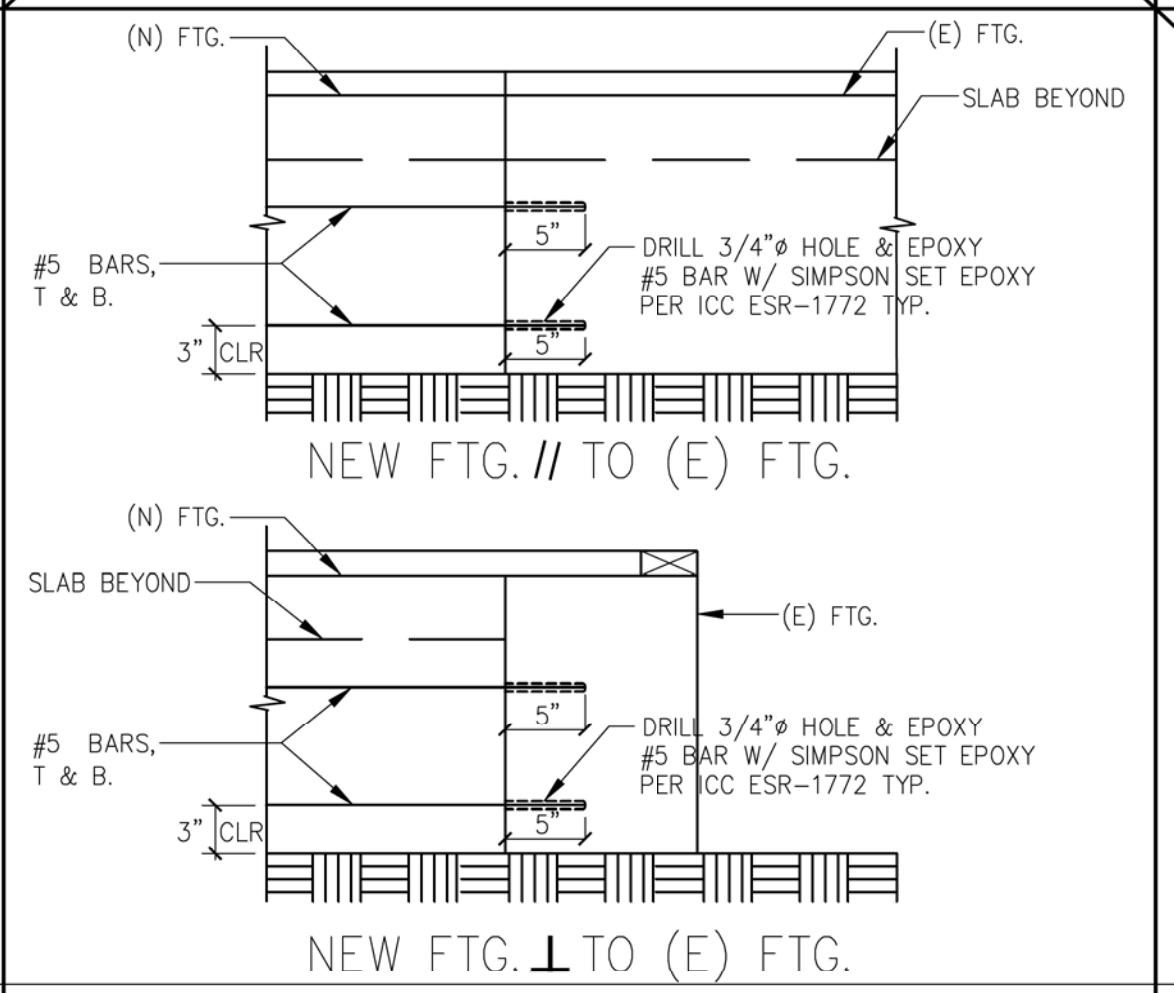 (N) FTG.
(E) FTG.
SLAB BEYOND
5"
#5 BARS,
T & B.
DRILL 3/4"ø HOLE & EPOXY
#5 BAR W/ SIMPSON SET EPOXY
PER ICC ESR-1772 TYP.
3" CLR
5"
NEW FTG. // TO (E) FTG.
(N) FTG.
SLAB BEYOND
(E) FTG.
5"
#5 BARS,
T & B.
DRILL 3/4"ø HOLE & EPOXY
#5 BAR W/ SIMPSON SET EPOXY
PER ICC ESR-1772 TYP.
3" CLR
5"
NEW FTG. ⊥ TO (E) FTG.